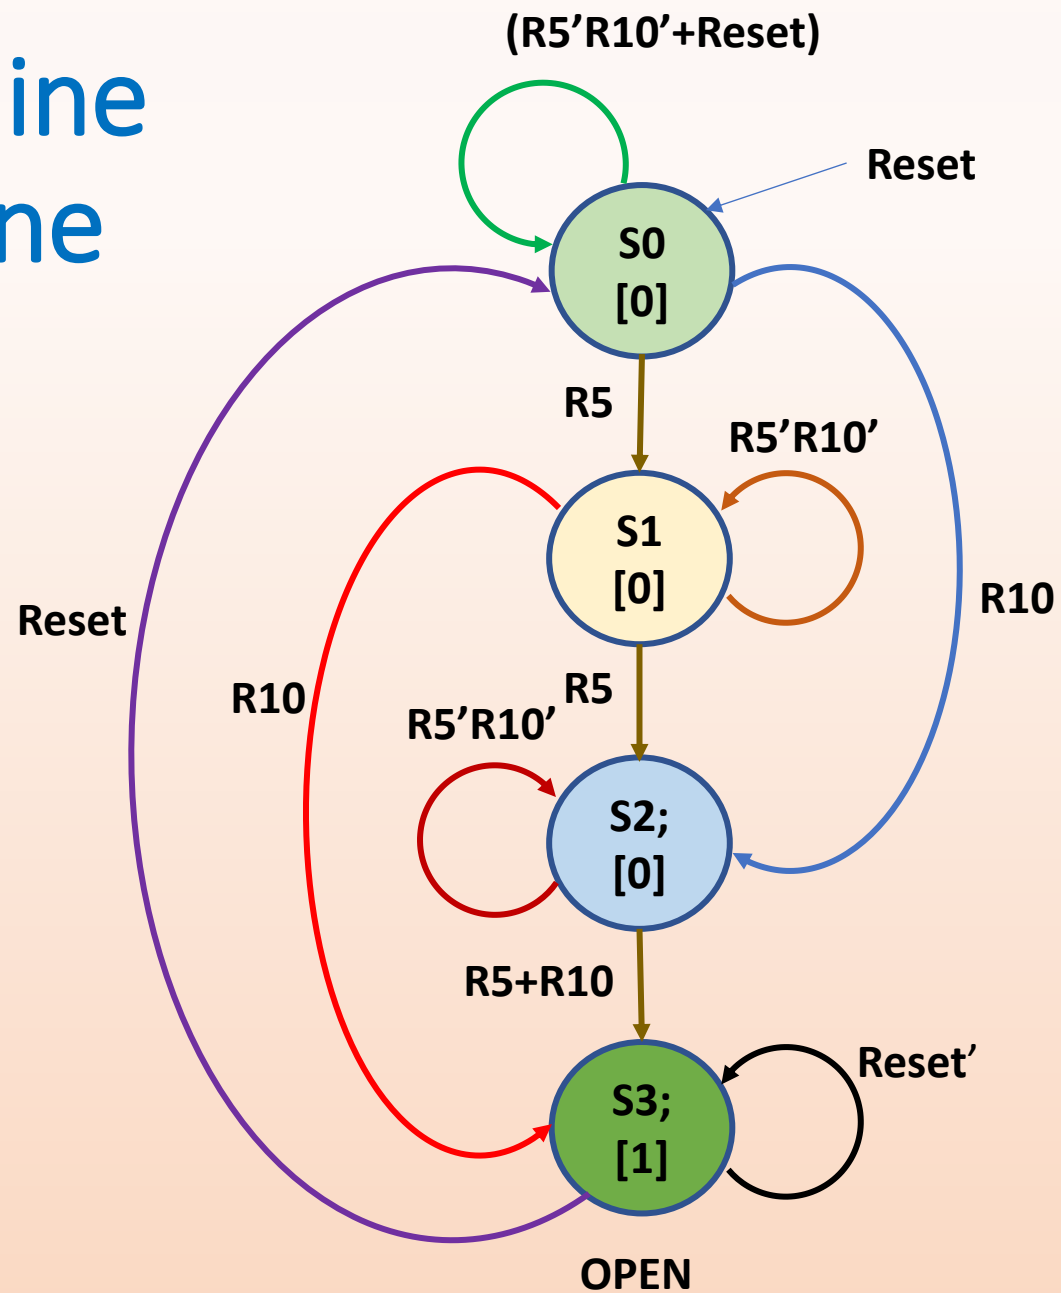 (R5’R10’+Reset)
ine
ne
Reset
S0
[0]
R5
R5’R10’
S1
[0]
R10
Reset
R10
R5
R5’R10’
S2;
[0]
R5+R10
Reset’
S3;
[1]
OPEN